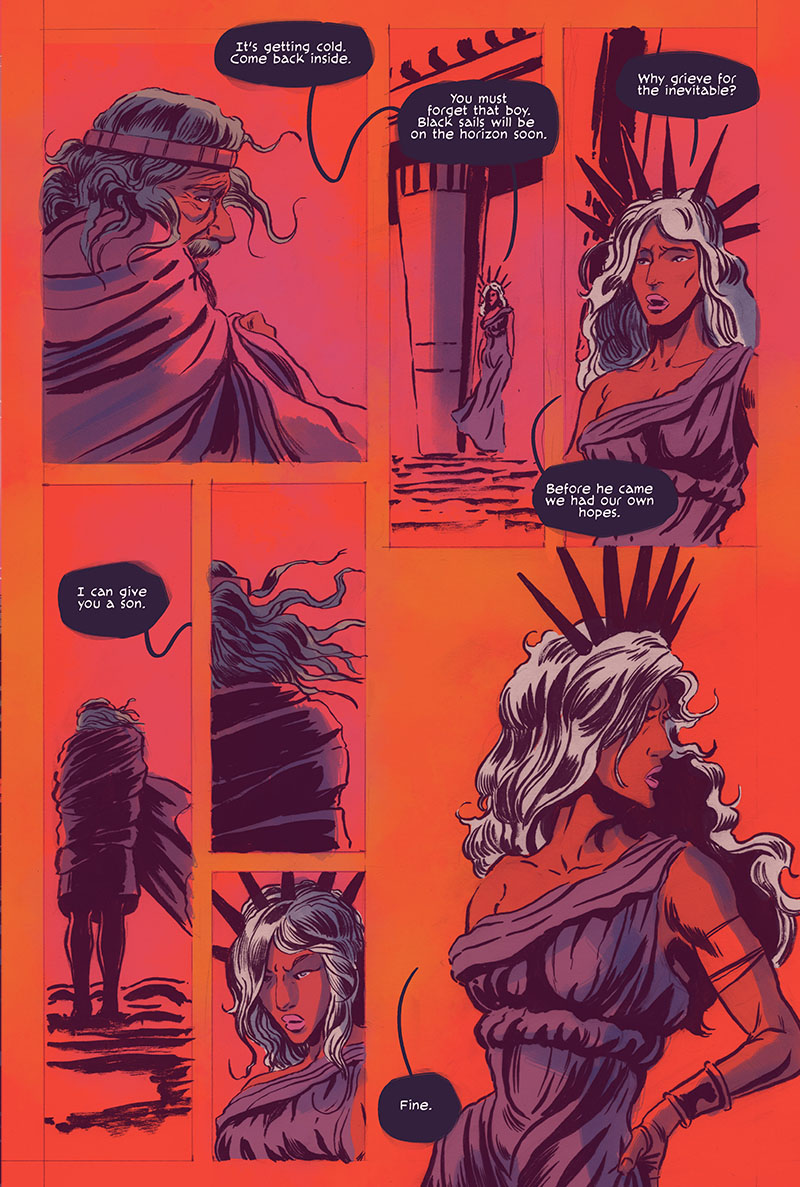 It's getting cold.
Come back inside.
You must
forget that boy.
Black sails will be
on the horizon soon.
Why grieve for
the inevitable?
Before he came
we had our own
hopes.
I can give
you a son.
Fine.